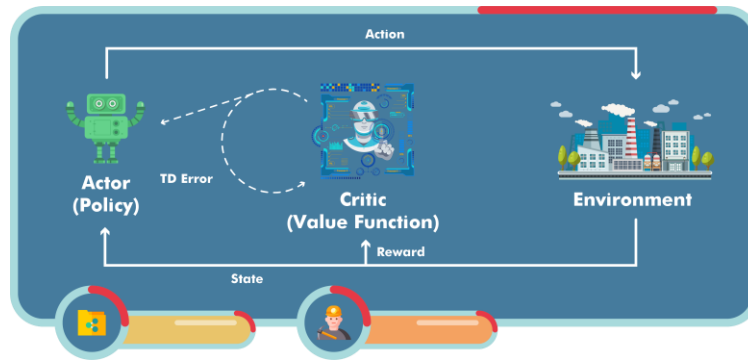 Action
TD Error
Actor
(Policy)
Critic
(Value Function)
Environment
Reward
State